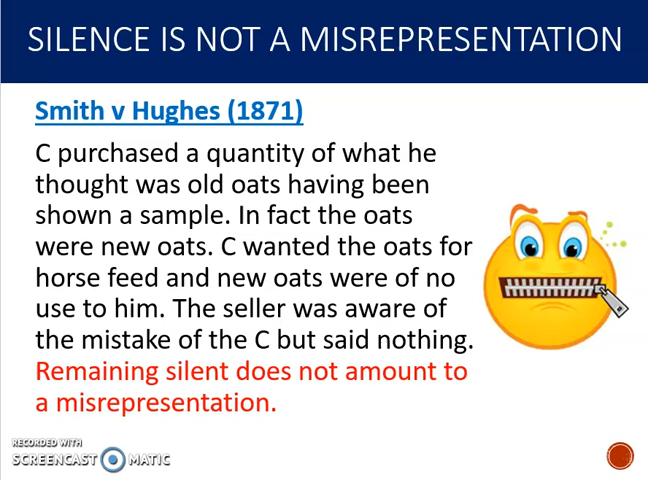 SILENCE IS NOT A MISREPRESENTATION
Smith v Hughes (1871)
C purchased a quantity of what he
thought was old oats having been
shown a sample. In fact the oats
were new oats. C wanted the oats for
horse feed and new oats were of no
use to him. The seller was aware of
the mistake of the C but said nothing.
Remaining silent does not amount to
a misrepresentation.
RECORDED WITH
SCREENCAST MATIC